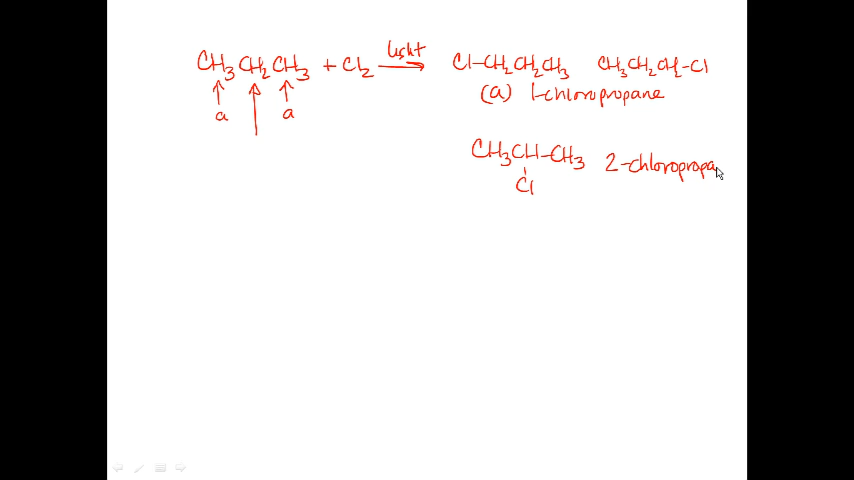 CH3CH2CH3 + Cl2 light Cl-CH2CH2CH3 CH3CH2CH2-Cl
a a (a) 1-chloropropane
CH3CH-CH3 2-chloropropa
Cl